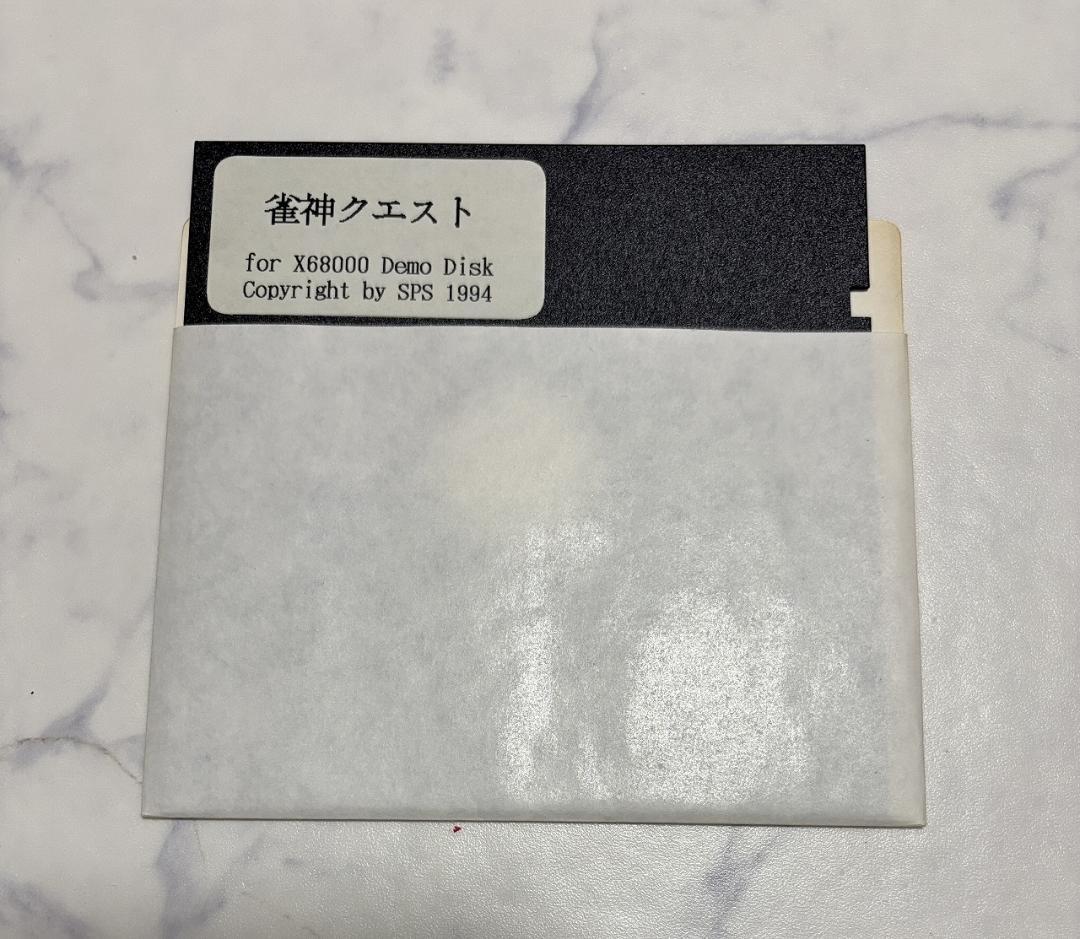 雀神クエスト
for X68000 Demo Disk
Copyright by SPS 1994